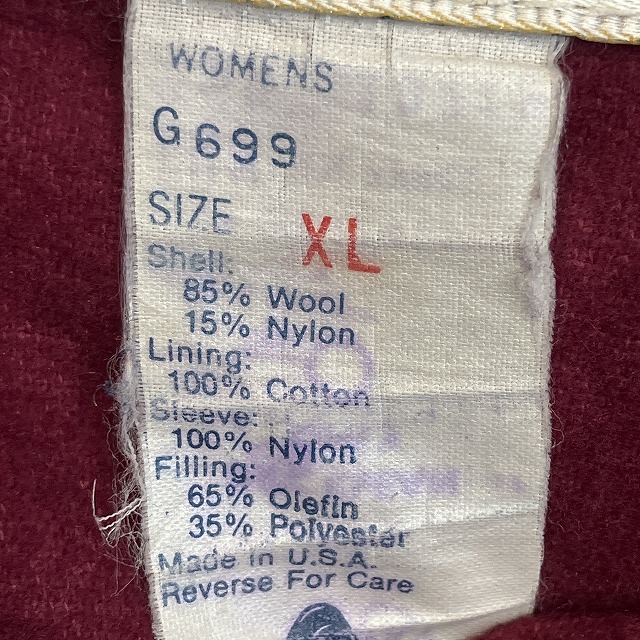 WOMENS
G699
SIZE XL
Shell:
85% Wool
15% Nylon
Lining:
100% Cotton
Sleeve:
100% Nylon
Filling:
65% Olefin
35% Polyester
Made In U.S.A.
Reverse For Care